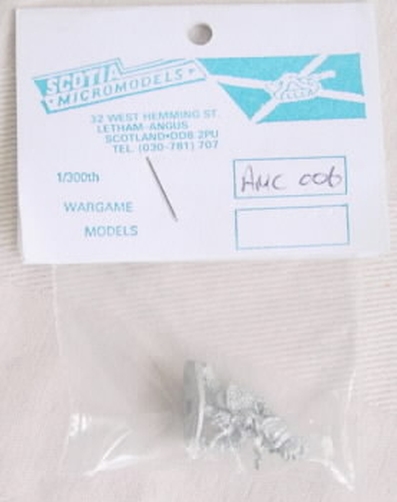 SCOTIA
MICROMODELS
32 WEST HEMMING ST.
LETHAM-ANGUS
SCOTLAND•DD8 2PU
TEL. (030-781) 707
1/300th
WARGAME
MODELS
AMC 006